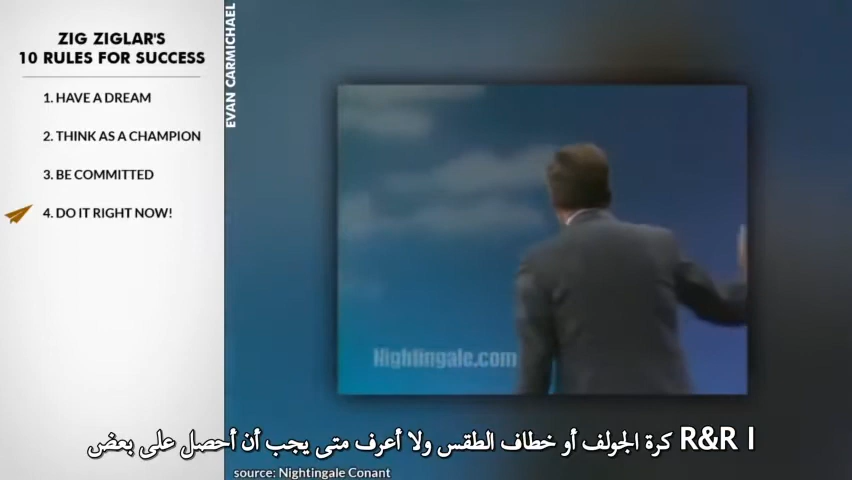 ZIG ZIGLAR'S
10 RULES FOR SUCCESS
1. HAVE A DREAM
2. THINK AS A CHAMPION
3. BE COMMITTED
4. DO IT RIGHT NOW!
EVAN CARMICHAEL
Nightingale.com
R&R I كرة الجولف أو خطاف الطقس ولا أعرف متى يجب أن أحصل على بعض
source: Nightingale Conant